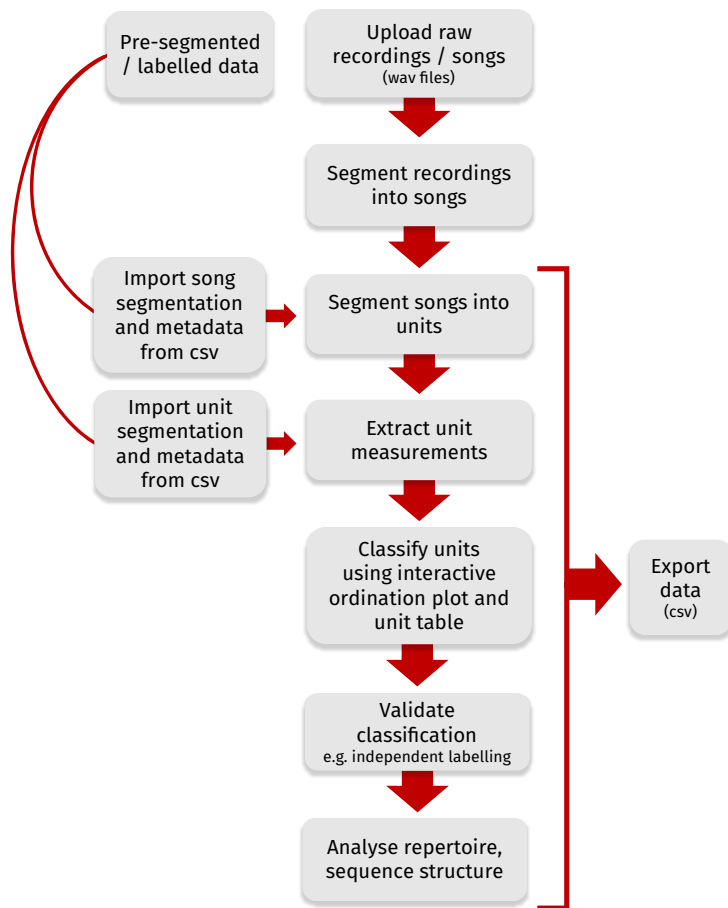 Pre-segmented
/ labelled data
Upload raw
recordings / songs
(wav files)
Segment recordings
into songs
Import song
segmentation
and metadata
from csv
Segment songs into
units
Import unit
segmentation
and metadata
from csv
Extract unit
measurements
Classify units
using interactive
ordination plot and
unit table
Export
data
(csv)
Validate
classification
e.g. independent labelling
Analyse repertoire,
sequence structure